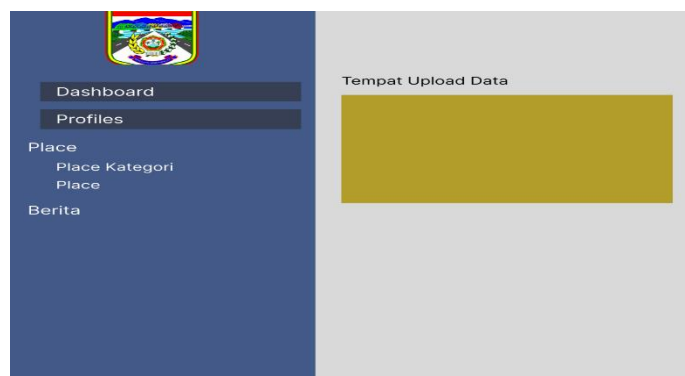 Dashboard
Profiles
Place
Place Kategori
Place
Berita
Tempat Upload Data